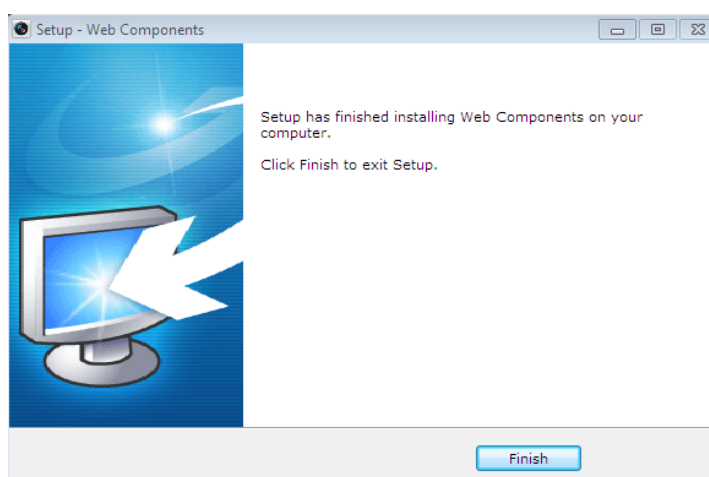 Setup - Web Components
Setup has finished installing Web Components on your
computer.
Click Finish to exit Setup.
Finish